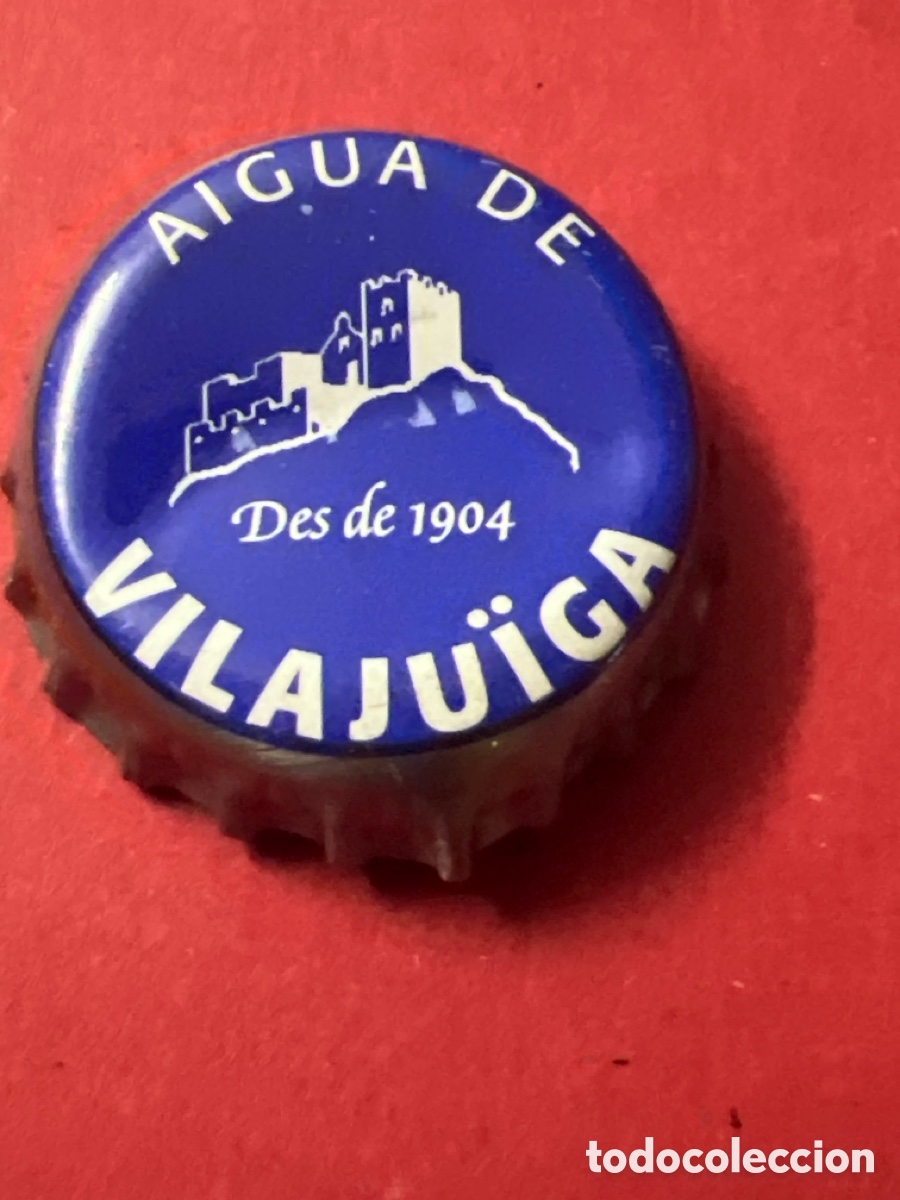 AIGUA DE
Des de 1904
VILAJUÏGA
todocoleccion